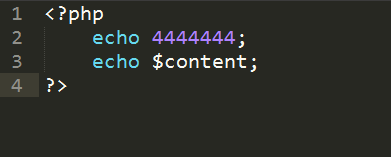 1 <?php
2     echo 4444444;
3     echo $content;
4 ?>